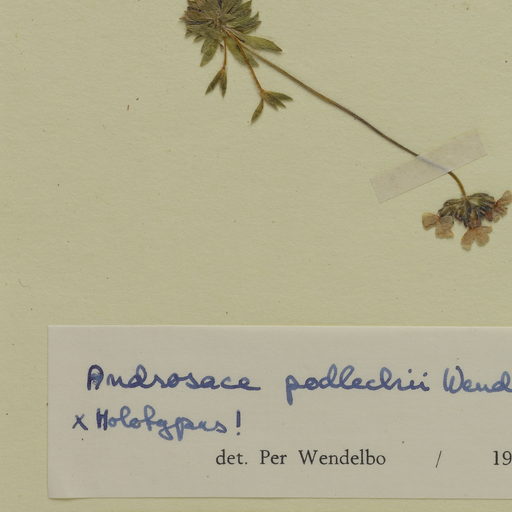 Androsace podlechii Wend
x Holotypus!
det. Per Wendelbo / 19